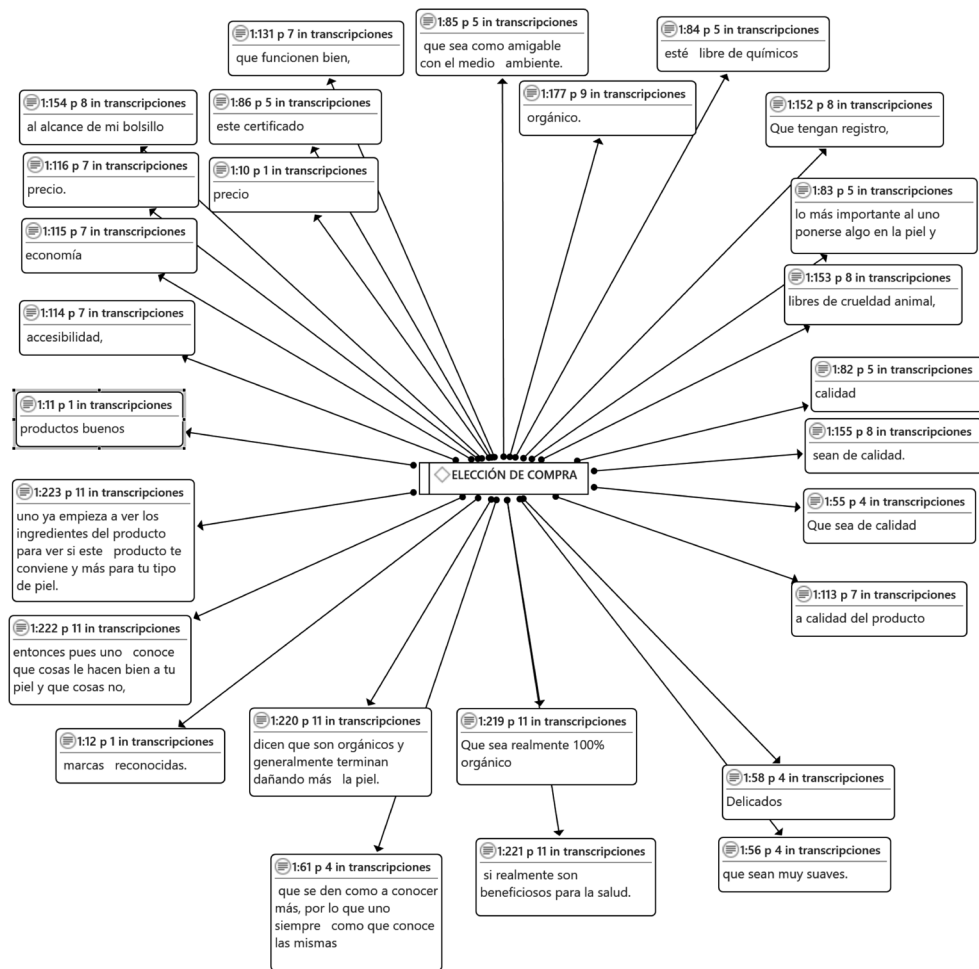 1:131 p 7 in transcripciones
que funcionen bien,
1:85 p 5 in transcripciones
que sea como amigable
con el medio ambiente.
1:84 p 5 in transcripciones
esté libre de químicos
1:154 p 8 in transcripciones
al alcance de mi bolsillo
1:86 p 5 in transcripciones
este certificado
1:177 p 9 in transcripciones
orgánico.
1:152 p 8 in transcripciones
Que tengan registro,
1:116 p 7 in transcripciones
precio.
1:10 p 1 in transcripciones
precio
1:83 p 5 in transcripciones
lo más importante al uno
ponerse algo en la piel y
1:115 p 7 in transcripciones
economía
1:153 p 8 in transcripciones
libres de crueldad animal,
1:114 p 7 in transcripciones
accesibilidad,
1:82 p 5 in transcripciones
calidad
1:11 p 1 in transcripciones
productos buenos
1:155 p 8 in transcripciones
sean de calidad.
ELECCIÓN DE COMPRA
1:223 p 11 in transcripciones
uno ya empieza a ver los
ingredientes del producto
para ver si este producto te
conviene y más para tu tipo
de piel.
1:55 p 4 in transcripciones
Que sea de calidad
1:113 p 7 in transcripciones
a calidad del producto
1:222 p 11 in transcripciones
entonces pues uno conoce
que cosas le hacen bien a tu
piel y que cosas no,
1:12 p 1 in transcripciones
marcas reconocidas.
1:220 p 11 in transcripciones
dicen que son orgánicos y
generalmente terminan
dañando más la piel.
1:219 p 11 in transcripciones
Que sea realmente 100%
orgánico
1:58 p 4 in transcripciones
Delicados
1:61 p 4 in transcripciones
que se den como a conocer
más, por lo que uno
siempre como que conoce
las mismas
1:221 p 11 in transcripciones
si realmente son
beneficiosos para la salud.
1:56 p 4 in transcripciones
que sean muy suaves.